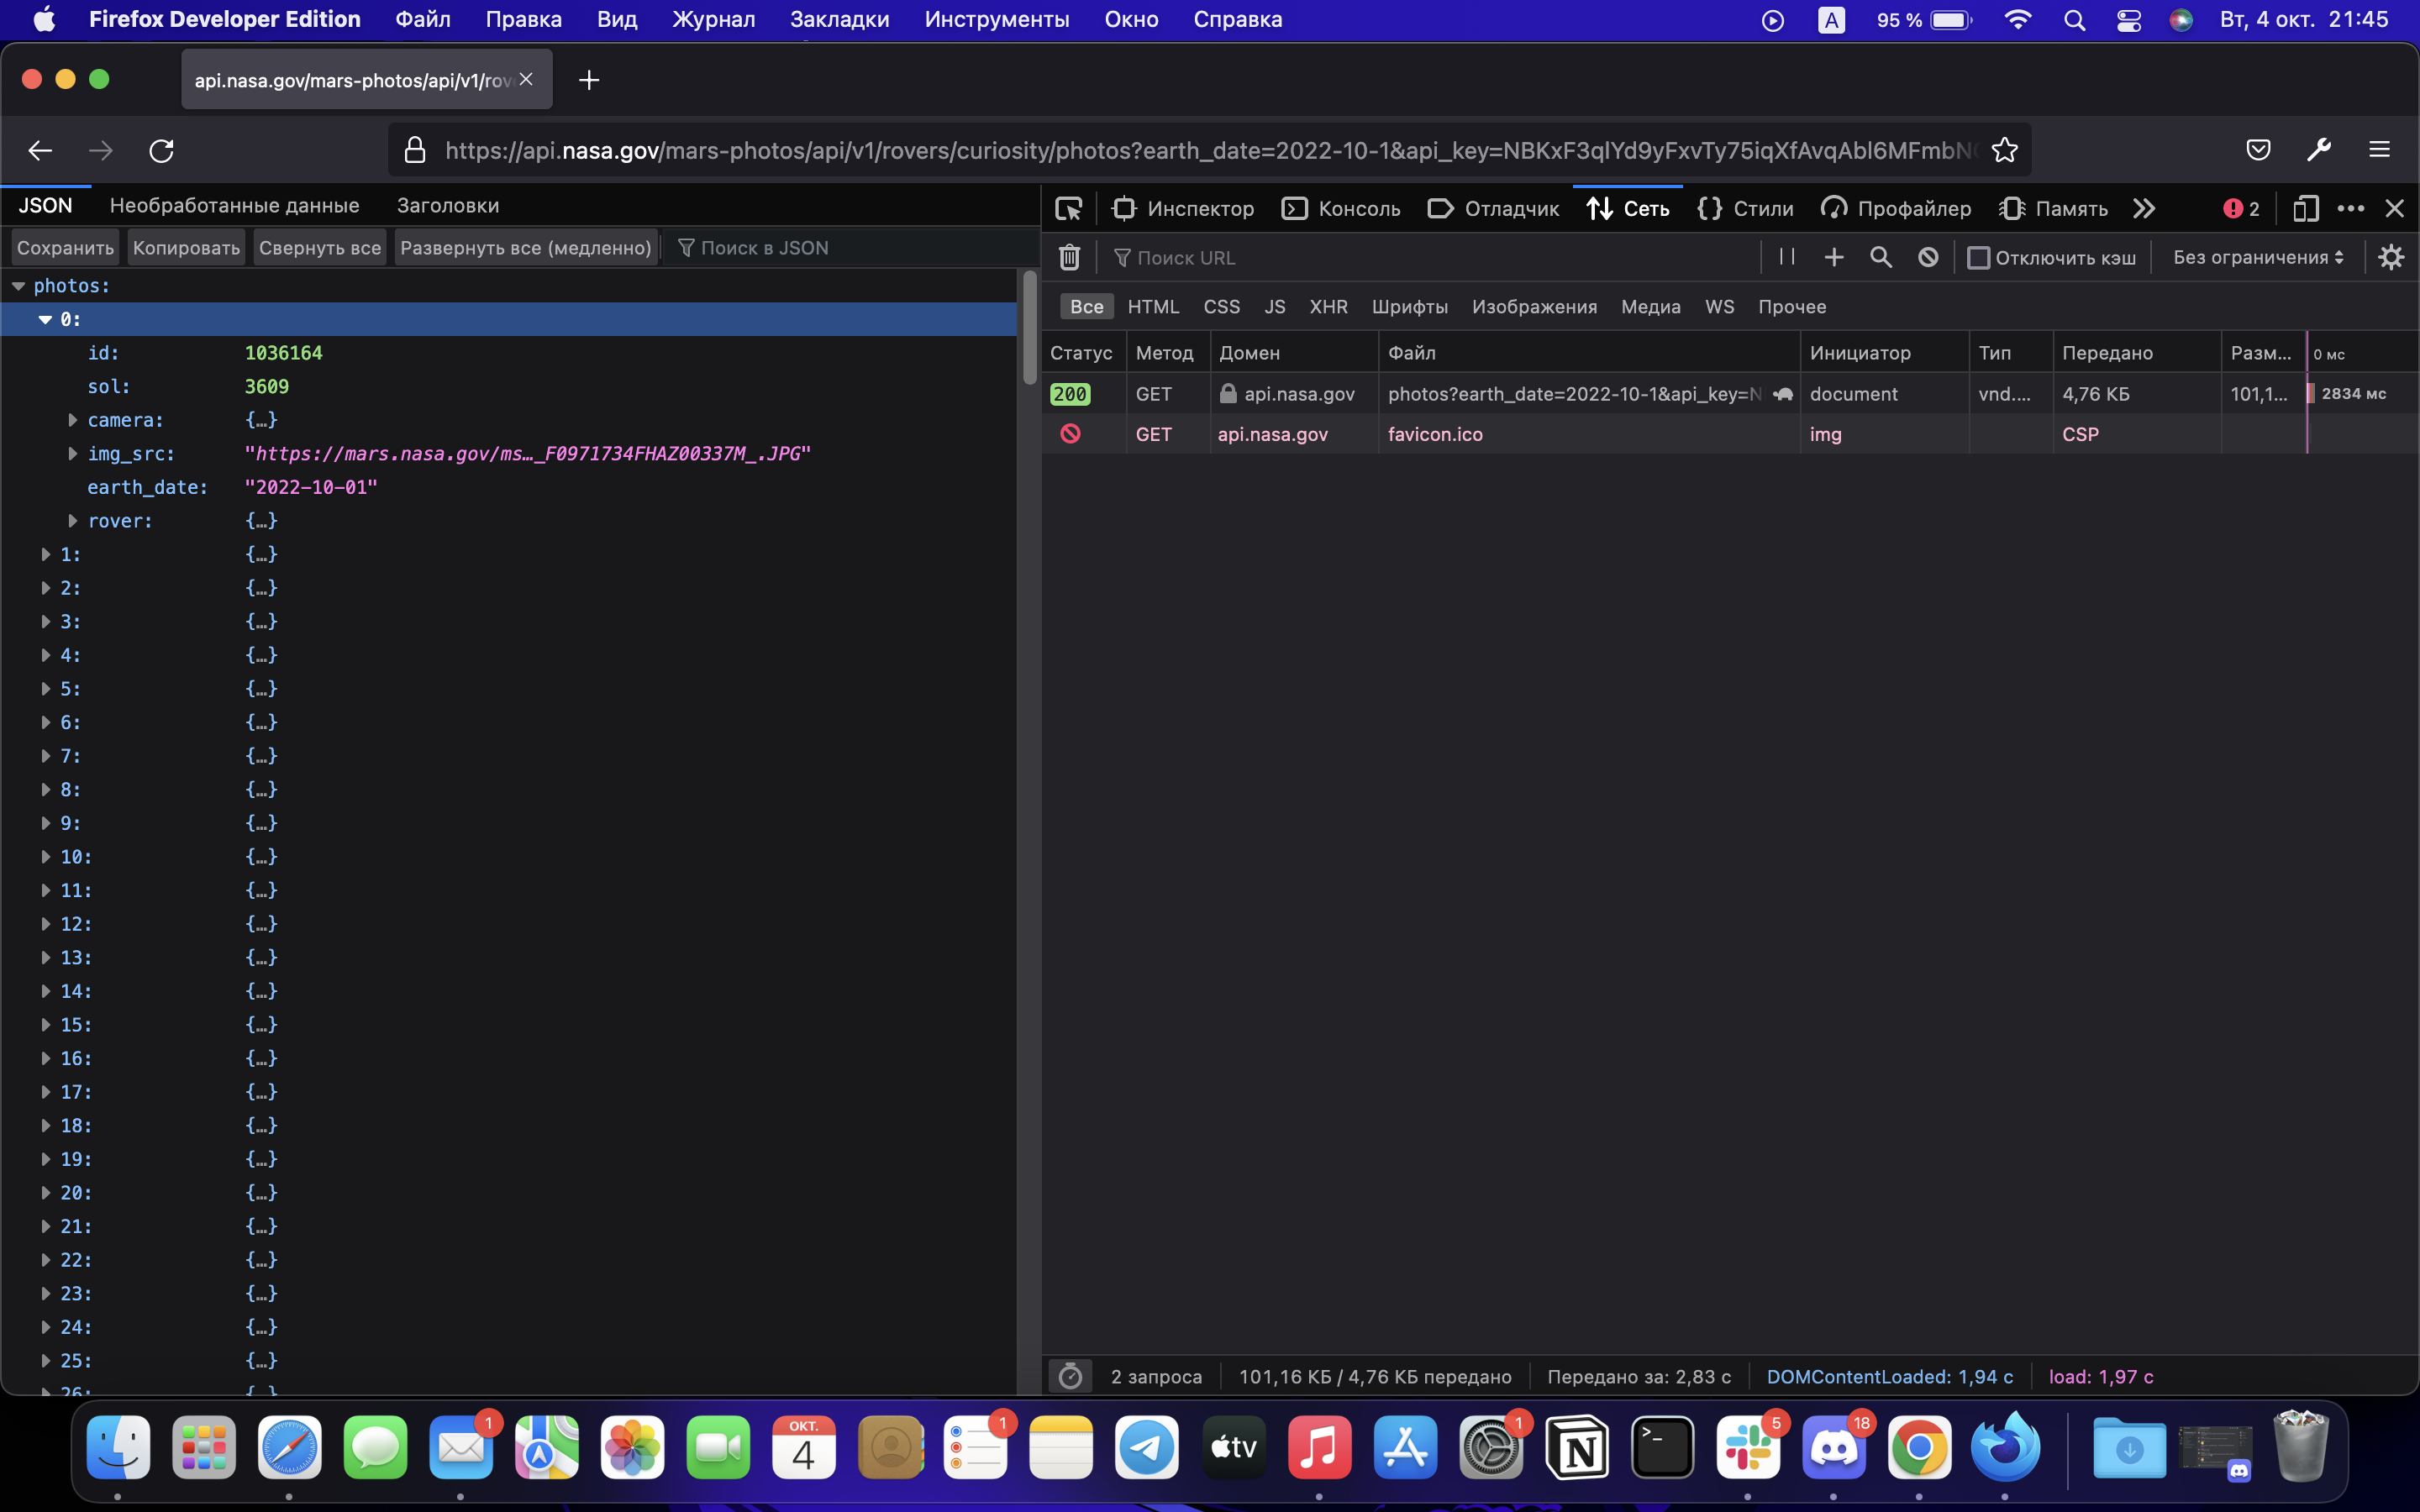 Firefox Developer Edition Файл Правка Вид Журнал Закладки Инструменты Окно Справка A 95 % Вт, 4 окт. 21:45
api.nasa.gov/mars-photos/api/v1/rove
https://api.nasa.gov/mars-photos/api/v1/rovers/curiosity/photos?earth_date=2022-10-1&api_key=
JSON Необработанные данные Заголовки
Сохранить Копировать Свернуть все Развернуть все (медленно) Поиск в JSON
photos:
0:
id: 1036164
sol: 3609
camera: {…}
img_src: "https://mars.nasa.gov/ms…_F0971734FHAZ00337M_.JPG"
earth_date: "2022-10-01"
rover: {…}
1: {…}
2: {…}
3: {…}
4: {…}
5: {…}
6: {…}
7: {…}
8: {…}
9: {…}
10: {…}
11: {…}
12: {…}
13: {…}
14: {…}
15: {…}
16: {…}
17: {…}
18: {…}
19: {…}
20: {…}
21: {…}
22: {…}
23: {…}
24: {…}
25: {…}
26: {…}
Инспектор Консоль Отладчик Сеть Стили Профайлер Память 2
Поиск URL Отключить кэш Без ограничения
Все HTML CSS JS XHR Шрифты Изображения Медиа WS Прочее
Статус Метод Домен Файл Инициатор Тип Передано Разм… 0 мс
200 GET api.nasa.gov photos?earth_date=2022-10-1&api_key=N document vnd.… 4,76 КБ 101,1… 2834 мс
GET api.nasa.gov favicon.ico img CSP
2 запроса 101,16 КБ / 4,76 КБ передано Передано за: 2,83 с DOMContentLoaded: 1,94 с load: 1,97 с
1 ОКТ. 4 1 tv 1 5 18